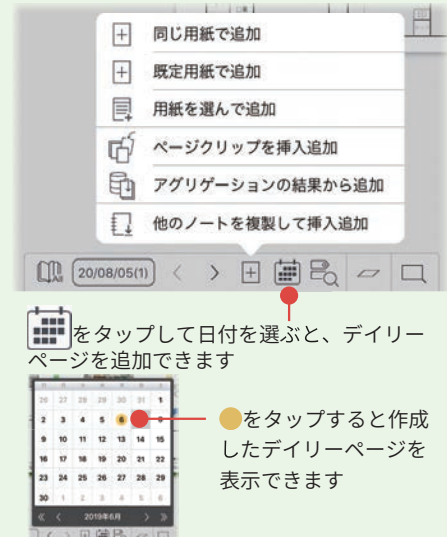 同じ用紙で追加
既定用紙で追加
用紙を選んで追加
ページクリップを挿入追加
アグリゲーションの結果から追加
他のノートを複製して挿入追加
All 20/08/05(1)
をタップして日付を選ぶと、デイリー
ページを追加できます
26 27 28 29 30 31 1
2 3 4 5 6 8
9 10 11 12 13 14 15
16 17 18 19 20 21 22
23 24 25 26 27 28 29
30 1 2 3 4 5 6
2019年6月
をタップすると作成
したデイリーページを
表示できます